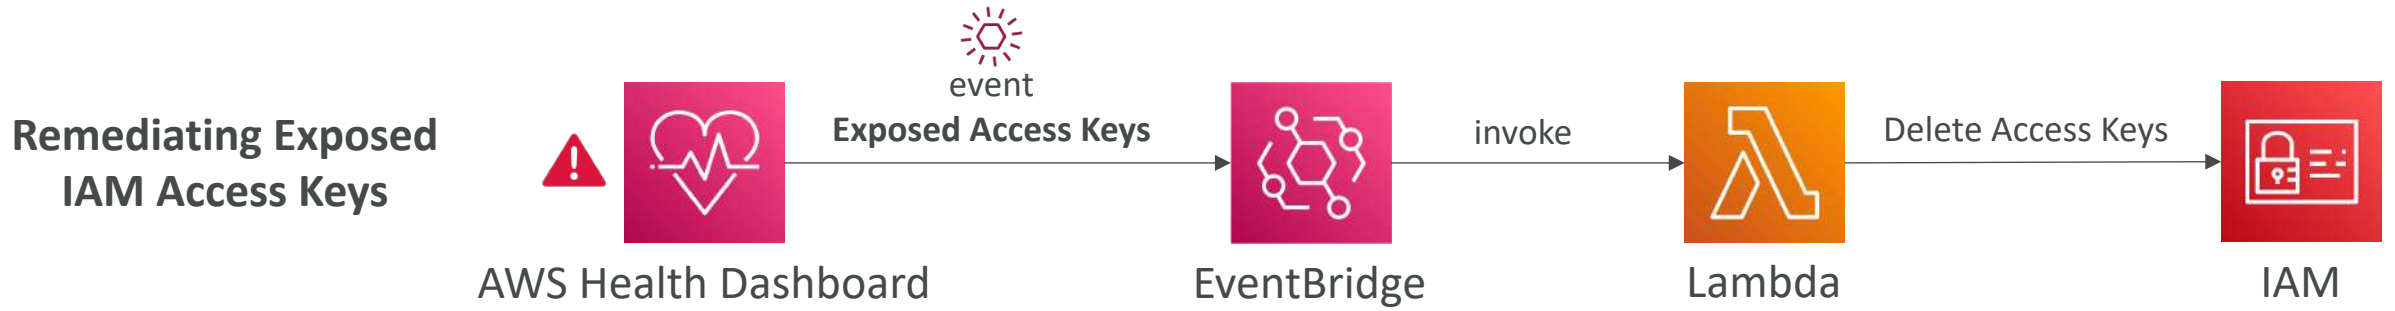 Remediating Exposed
IAM Access Keys
event
Exposed Access Keys
invoke
Delete Access Keys
AWS Health Dashboard
EventBridge
Lambda
IAM